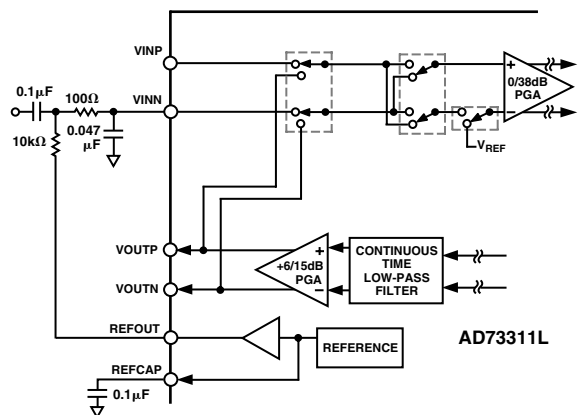 VINP
0.1μF
100Ω
VINN
0/38dB
PGA
10kΩ
0.047
μF
VREF
VOUTP
+6/15dB
PGA
CONTINUOUS
TIME
LOW-PASS
FILTER
VOUTN
REFOUT
REFERENCE
AD73311L
REFCAP
0.1μF